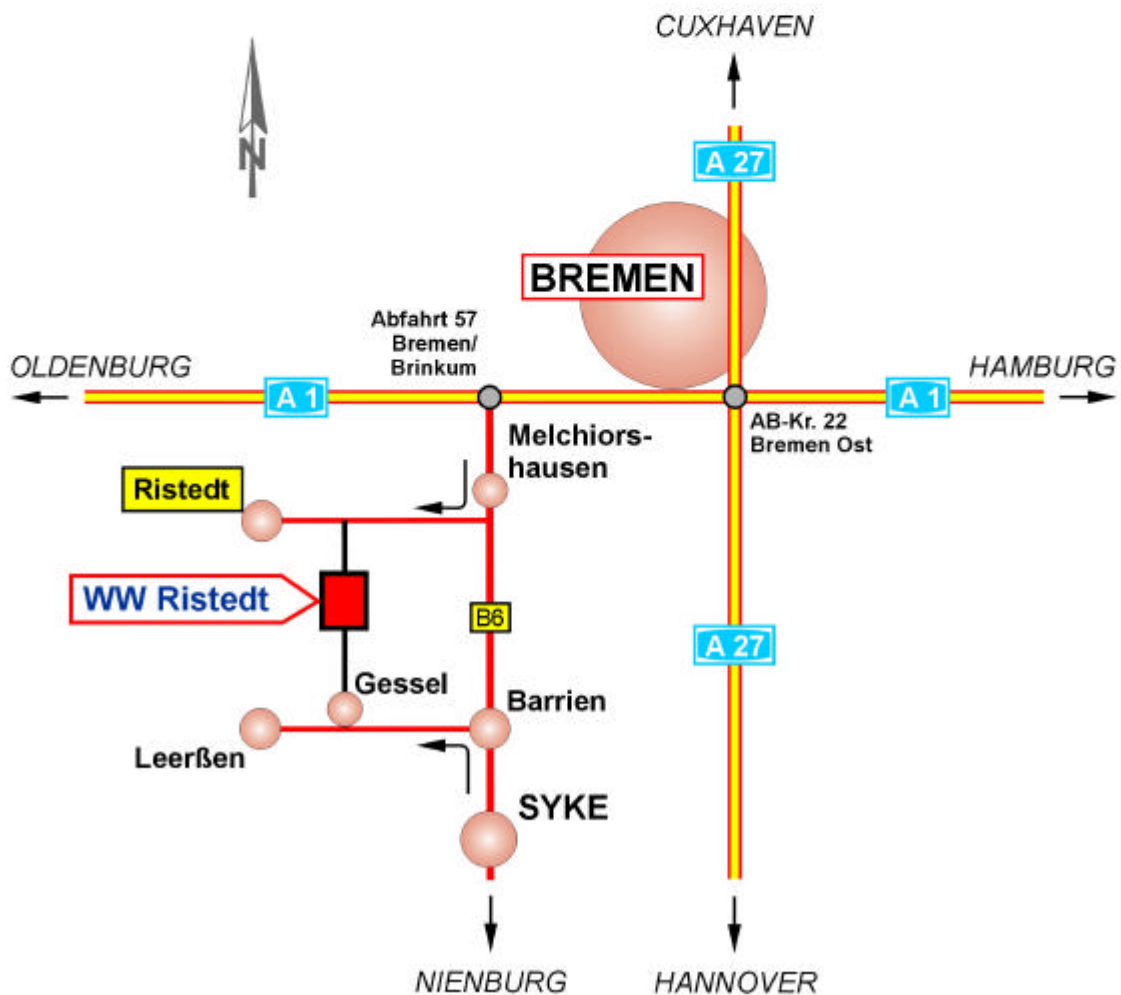 CUXHAVEN
N
A 27
BREMEN
Abfahrt 57
Bremen/
Brinkum
OLDENBURG
HAMBURG
A 1
A 1
AB-Kr. 22
Bremen Ost
Melchiors-
hausen
Ristedt
WW Ristedt
B6
A 27
Gessel
Barrien
Leerßen
SYKE
NIENBURG
HANNOVER